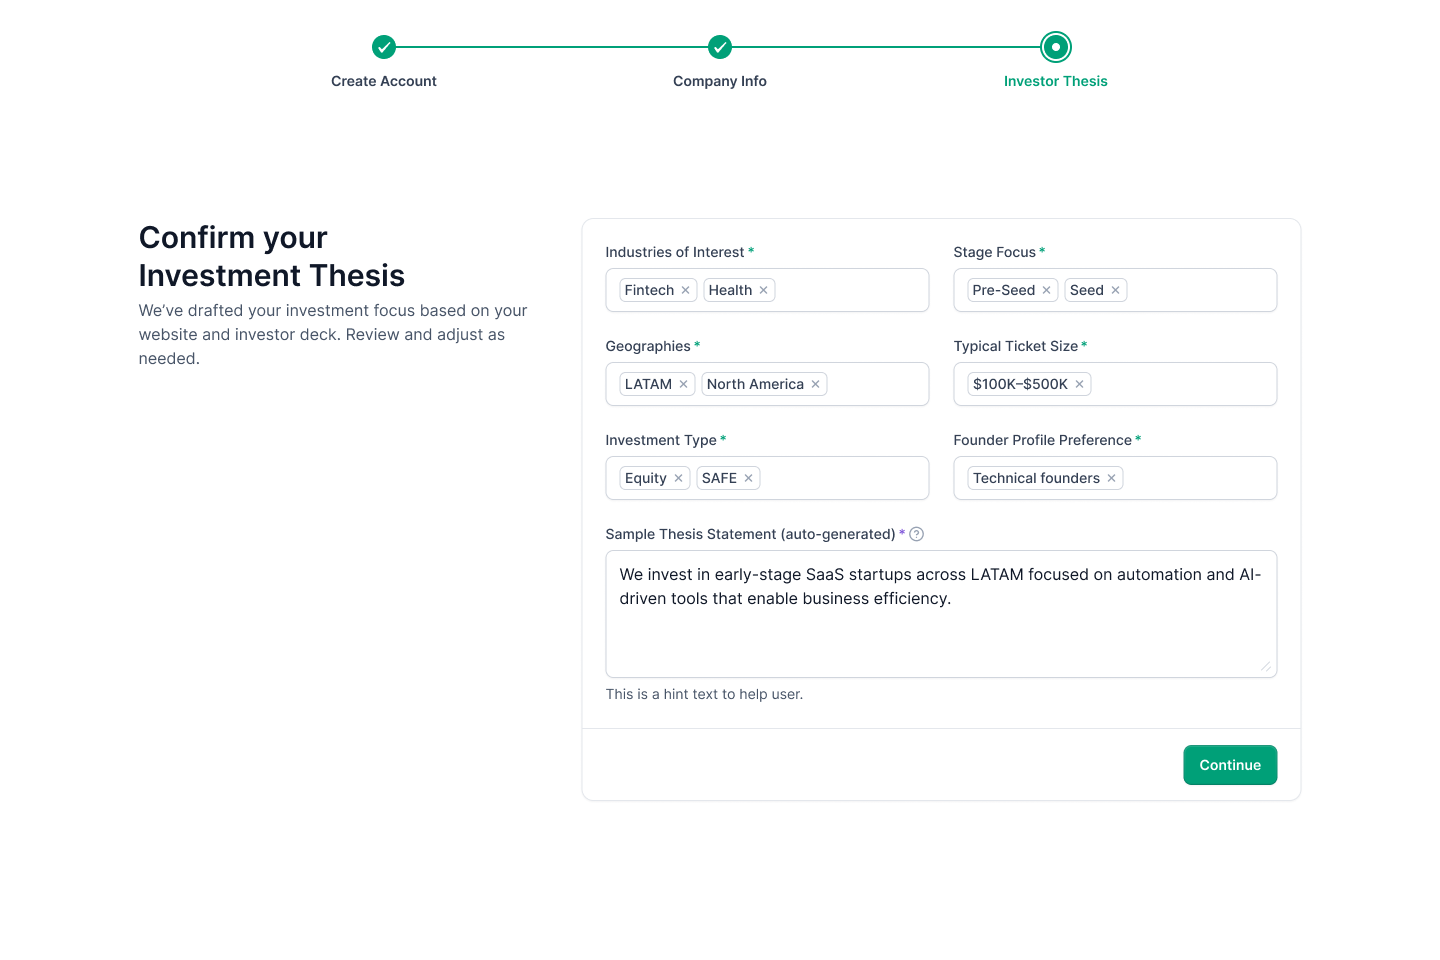 Create Account
Company Info
Investor Thesis
Confirm your
Investment Thesis
We’ve drafted your investment focus based on your
website and investor deck. Review and adjust as
needed.
Industries of Interest *
Fintech ×
Health ×
Stage Focus *
Pre-Seed ×
Seed ×
Geographies *
LATAM ×
North America ×
Typical Ticket Size *
$100K–$500K ×
Investment Type *
Equity ×
SAFE ×
Founder Profile Preference *
Technical founders ×
Sample Thesis Statement (auto-generated) * ?
We invest in early-stage SaaS startups across LATAM focused on automation and AI-
driven tools that enable business efficiency.
This is a hint text to help user.
Continue